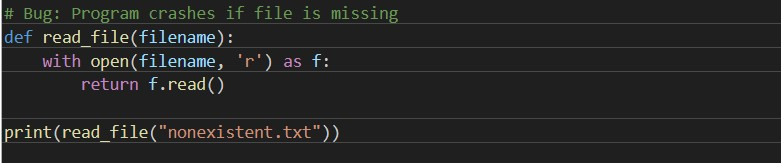 # Bug: Program crashes if file is missing
def read_file(filename):
    with open(filename, 'r') as f:
        return f.read()

print(read_file("nonexistent.txt"))